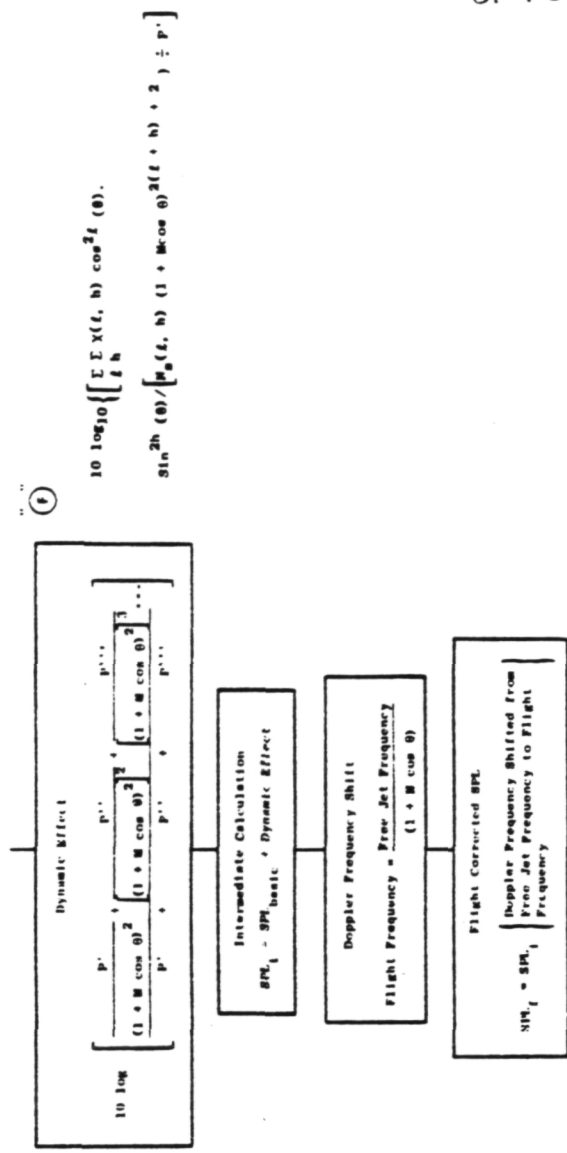 Dynamic Effect
10 log [ P' / (1 + M cos θ)² + P'' / [(1 + M cos θ)²]² + P''' / [(1 + M cos θ)²]³ ...
P' + P'' + P''' ]
Intermediate Calculation
SPL_i = SPL_basic + Dynamic Effect
Doppler Frequency Shift
Flight Frequency = Free Jet Frequency
(1 + M cos θ)
Flight Corrected SPL
SPL_f = SPL_i { Doppler Frequency Shifted from
Free Jet Frequency to Flight
Frequency }
F
10 log₁₀{[Σ Σ χ(ℓ, h) cos^2ℓ (θ).
ℓ h
Sin^2h (θ)/[N_m(ℓ, h) (1 + Mcos θ)^2(ℓ + h) + 2 ) ÷ P']